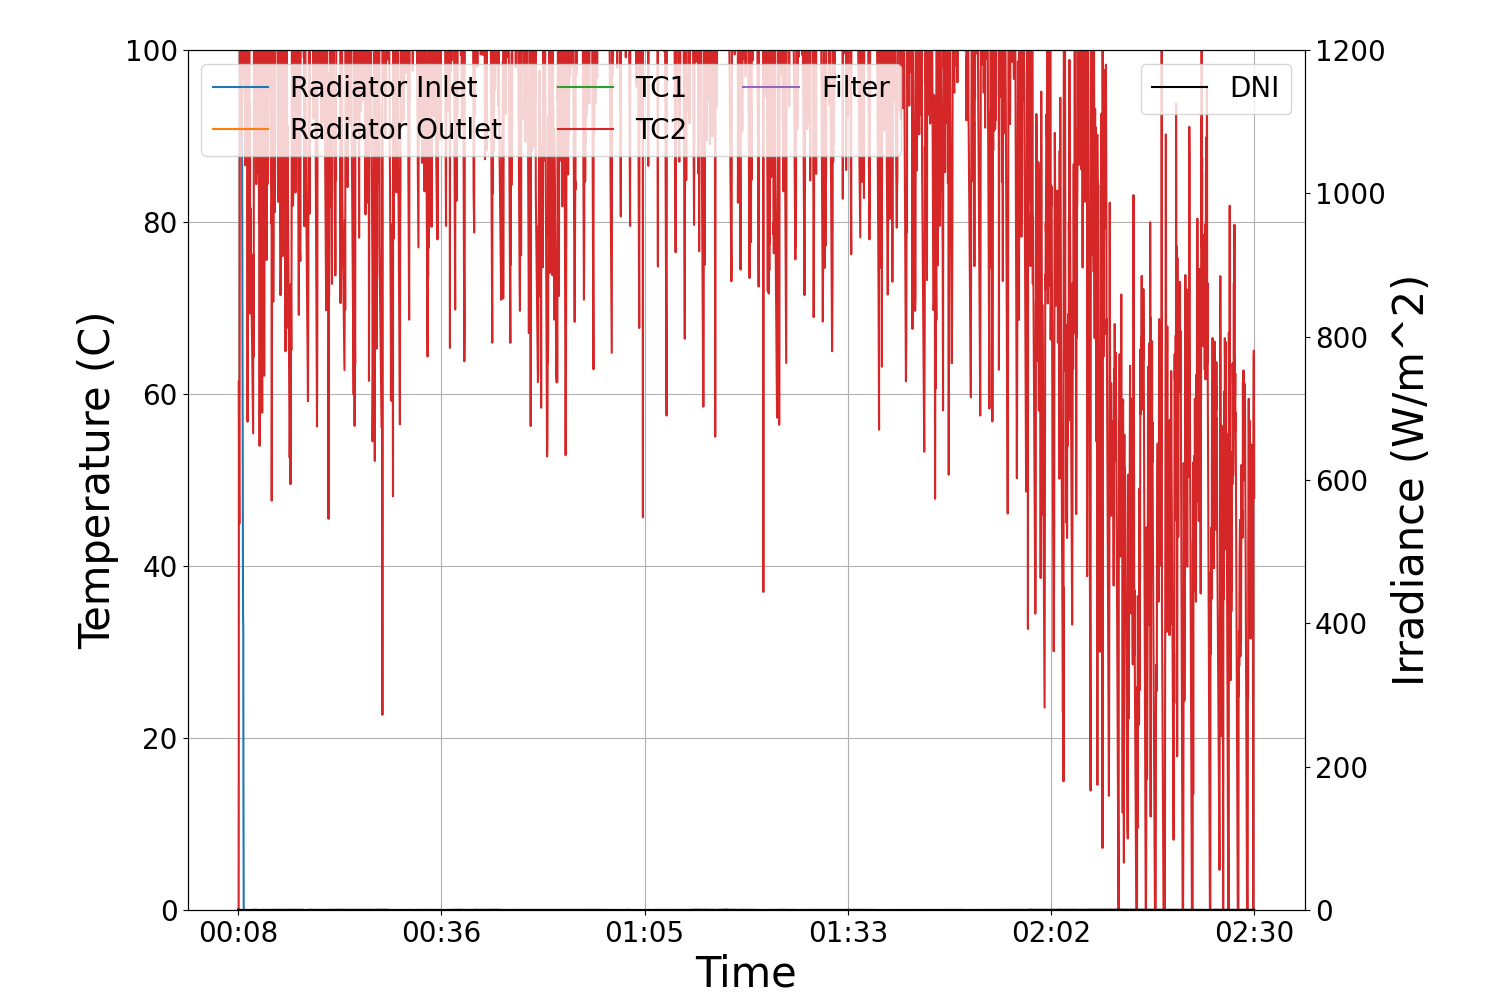 100
80
60
40
20
0
Temperature (C)
Radiator Inlet
Radiator Outlet
TC1
TC2
Filter
DNI
1200
1000
800
600
400
200
0
Irradiance (W/m^2)
00:08 00:36 01:05 01:33 02:02 02:30
Time